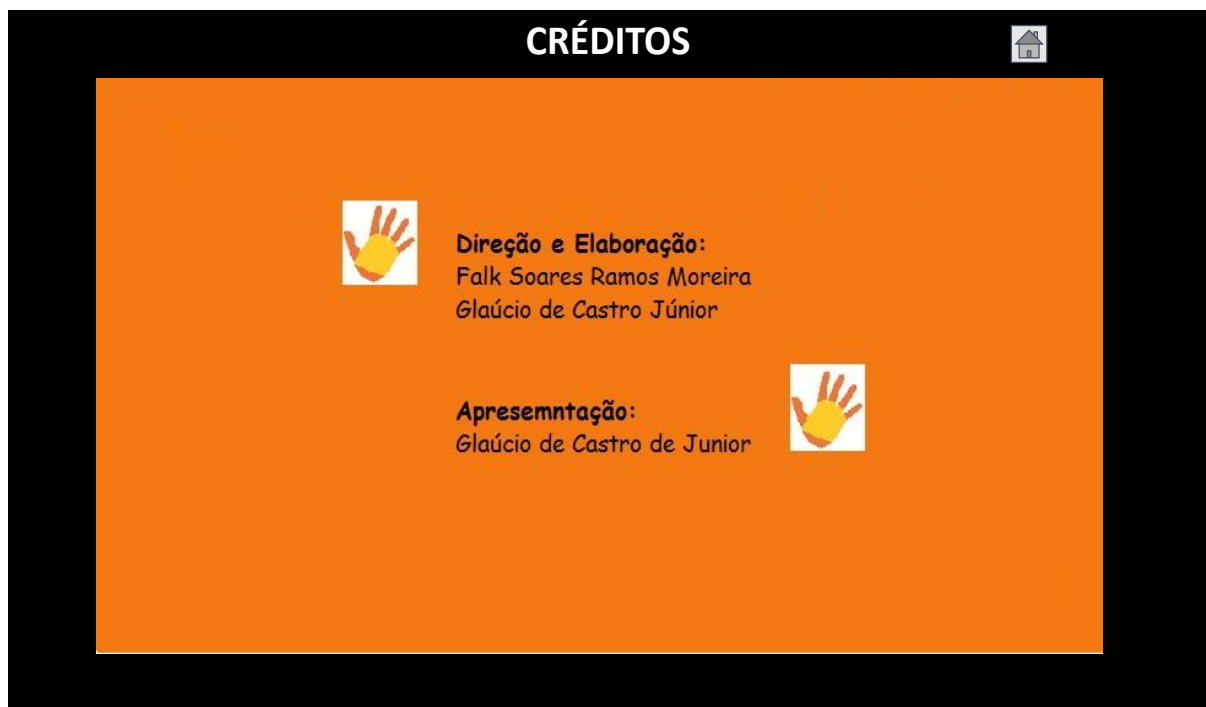 CRÉDITOS
Direção e Elaboração:
Falk Soares Ramos Moreira
Glaúcio de Castro Júnior
Apresemntação:
Glaúcio de Castro de Junior